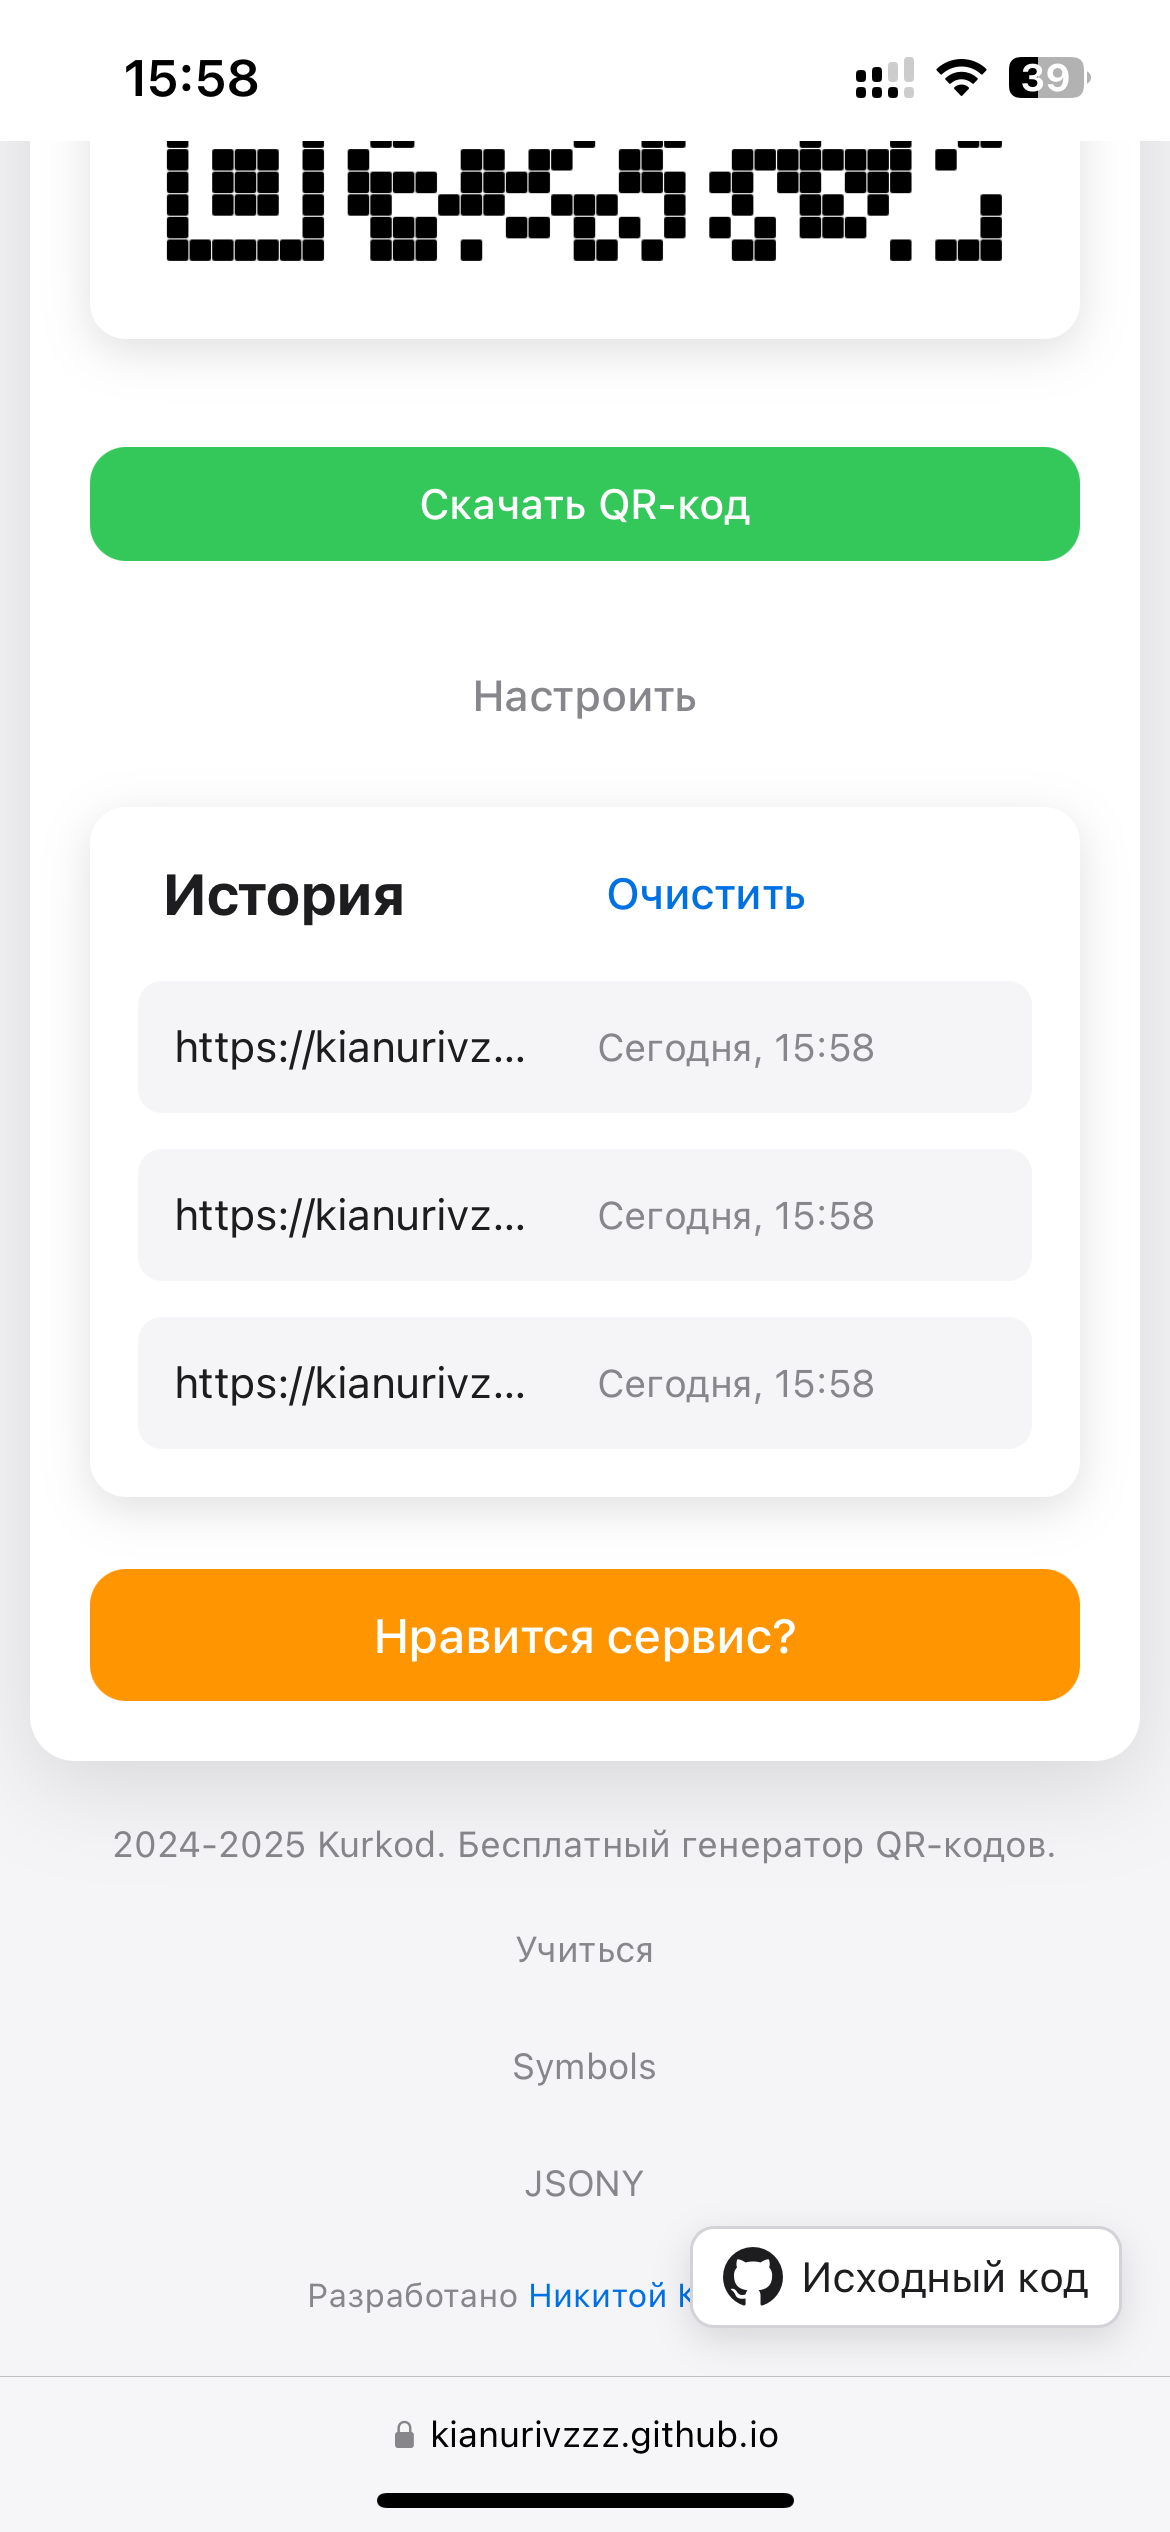 15:58
39
Скачать QR-код
Настроить
История
Очистить
https://kianurivz...
Сегодня, 15:58
https://kianurivz...
Сегодня, 15:58
https://kianurivz...
Сегодня, 15:58
Нравится сервис?
2024-2025 Kurkod. Бесплатный генератор QR-кодов.
Учиться
Symbols
JSONY
Разработано Никитой
Исходный код
kianurivzzz.github.io